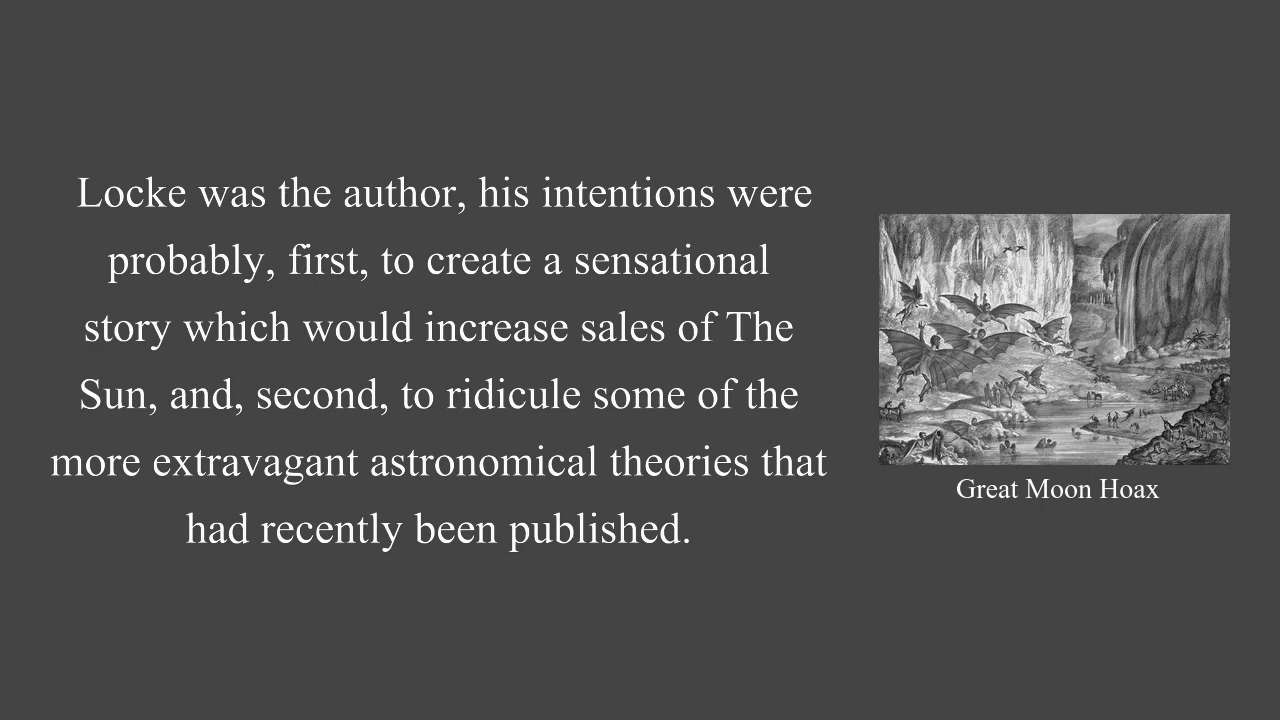 Locke was the author, his intentions were
probably, first, to create a sensational
story which would increase sales of The
Sun, and, second, to ridicule some of the
more extravagant astronomical theories that
had recently been published.
Great Moon Hoax